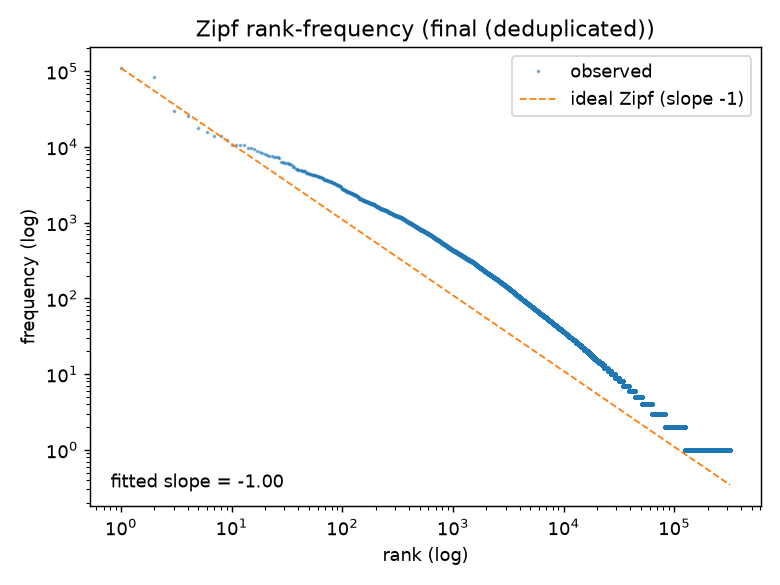 Zipf rank-frequency (final (deduplicated))
observed
ideal Zipf (slope -1)
10^5
10^4
10^3
10^2
10^1
10^0
frequency (log)
fitted slope = -1.00
10^0 10^1 10^2 10^3 10^4 10^5
rank (log)